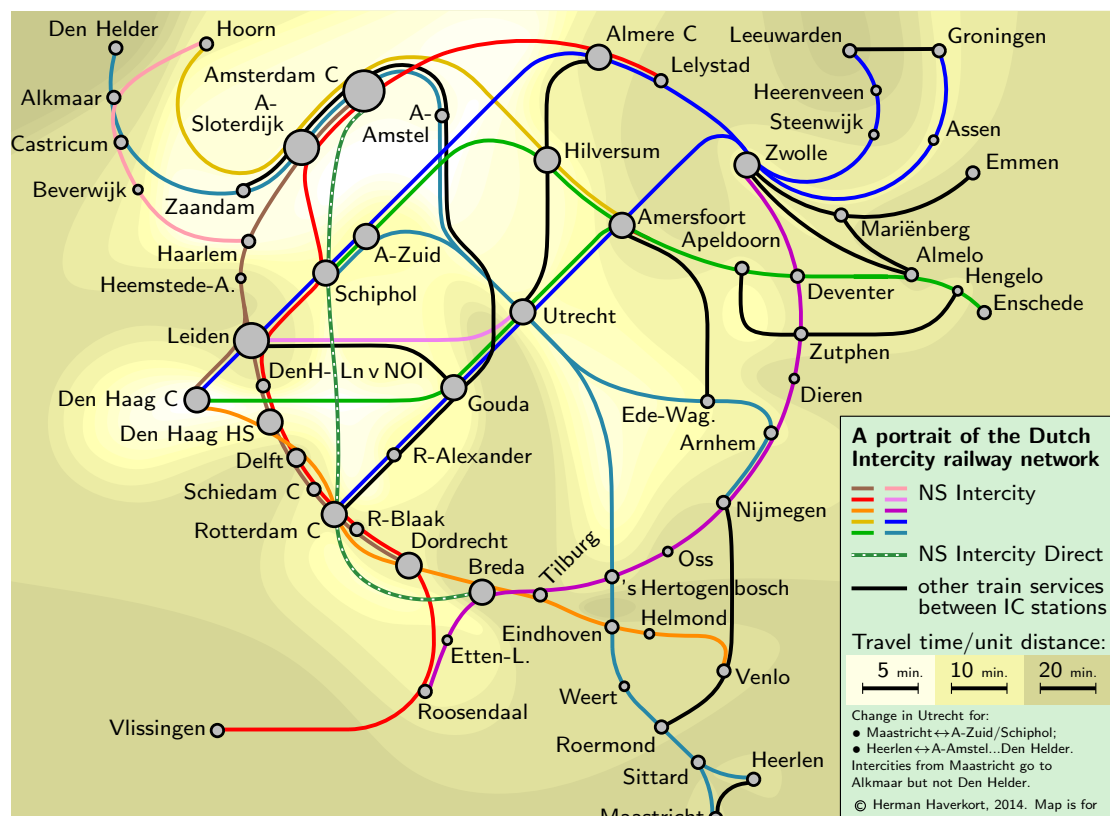 Den Helder
Hoorn
Almere C
Leeuwarden
Groningen
Amsterdam C
Lelystad
Alkmaar
A-
Sloterdijk
A-
Amstel
Heerenveen
Steenwijk
Assen
Castricum
Hilversum
Zwolle
Emmen
Beverwijk
Zaandam
Amersfoort
Mariënberg
Haarlem
A-Zuid
Apeldoorn
Almelo
Heemstede-A.
Schiphol
Deventer
Hengelo
Enschede
Leiden
Utrecht
Zutphen
DenH- Ln v NOI
Den Haag C
Gouda
Dieren
Den Haag HS
Ede-Wag.
Arnhem
Delft
R-Alexander
Schiedam C
Rotterdam C
R-Blaak
Nijmegen
Dordrecht
Breda
Tilburg
Oss
's Hertogenbosch
Eindhoven
Helmond
Etten-L.
Venlo
Weert
Roosendaal
Vlissingen
Roermond
Sittard
Heerlen
Maastricht
A portrait of the Dutch
Intercity railway network
NS Intercity
NS Intercity Direct
other train services
between IC stations
Travel time/unit distance:
5 min. 10 min. 20 min.
Change in Utrecht for:
● Maastricht↔A-Zuid/Schiphol;
● Heerlen↔A-Amstel...Den Helder.
Intercities from Maastricht go to
Alkmaar but not Den Helder.
© Herman Haverkort, 2014. Map is for